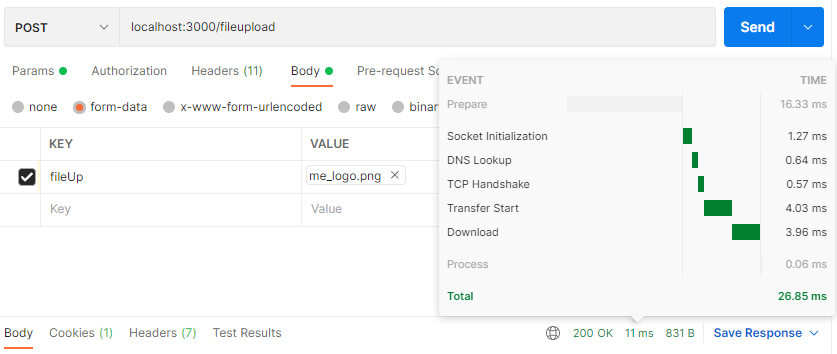 POST localhost:3000/fileupload Send
Params Authorization Headers (11) Body Pre-request Sc
none form-data x-www-form-urlencoded raw binar
KEY VALUE
fileUp me_logo.png
Key Value
EVENT TIME
Prepare 16.33 ms
Socket Initialization 1.27 ms
DNS Lookup 0.64 ms
TCP Handshake 0.57 ms
Transfer Start 4.03 ms
Download 3.96 ms
Process 0.06 ms
Total 26.85 ms
Body Cookies (1) Headers (7) Test Results 200 OK 11 ms 831 B Save Response